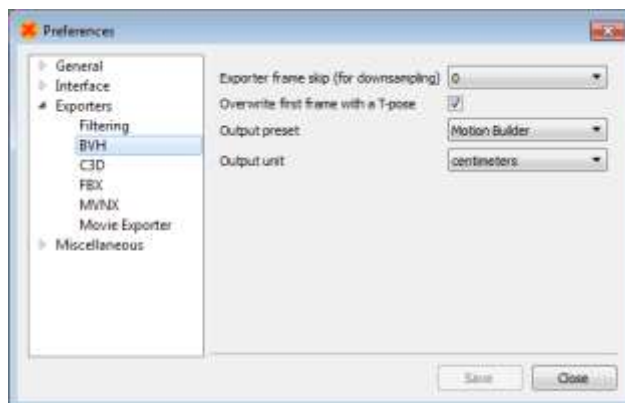 Preferences
General
Interface
Exporters
Filtering
BVH
C3D
FBX
MVNX
Movie Exporter
Miscellaneous
Exporter frame skip (for downsampling) 0
Overwrite first frame with a T-pose
Output preset Motion Builder
Output unit centimeters
Save Close